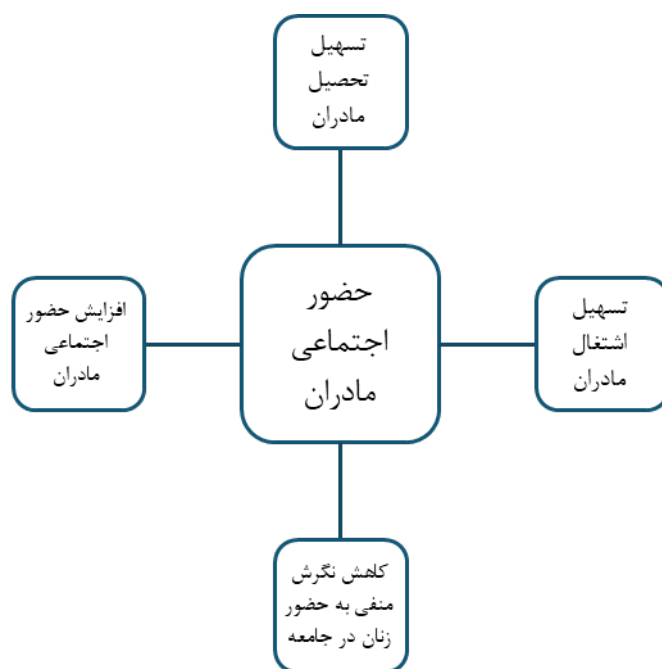 تسهیل
تحصیل
مادران
حضور
اجتماعی
مادران
تسهیل
اشتغال
مادران
افزایش حضور
اجتماعی
مادران
کاهش نگرش
منفی به حضور
زنان در جامعه